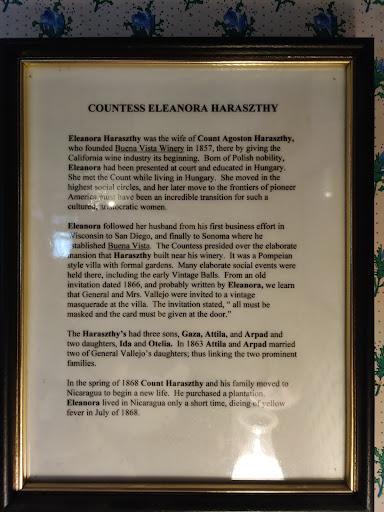 COUNTESS ELEANORA HARASZTHY
Eleanora Haraszthy was the wife of Count Agoston Haraszthy,
who founded Buena Vista Winery in 1857, there by giving the
California wine industry its beginning. Born of Polish nobility,
Eleanora had been presented at court and educated in Hungary.
She met the Count while living in Hungary. She moved in the
highest social circles, and her later move to the frontiers of pioneer
America must have been an incredible transition for such a
cultured, aristocratic women.
Eleanora followed her husband from his first business effort in
Wisconsin to San Diego, and finally to Sonoma where he
established Buena Vista. The Countess presided over the elaborate
mansion that Haraszthy built near his winery. It was a Pompeian
style villa with formal gardens. Many elaborate social events were
held there, including the early Vintage Balls. From an old
invitation dated 1866, and probably written by Eleanora, we learn
that General and Mrs. Vallejo were invited to a vintage
masquerade at the villa. The invitation stated, " all must be
masked and the card must be given at the door."
The Haraszthy's had three sons, Gaza, Attila, and Arpad and
two daughters, Ida and Otelia. In 1863 Attila and Arpad married
two of General Vallejo's daughters; thus linking the two prominent
families.
In the spring of 1868 Count Haraszthy and his family moved to
Nicaragua to begin a new life. He purchased a plantation.
Eleanora lived in Nicaragua only a short time, dieing of yellow
fever in July of 1868.